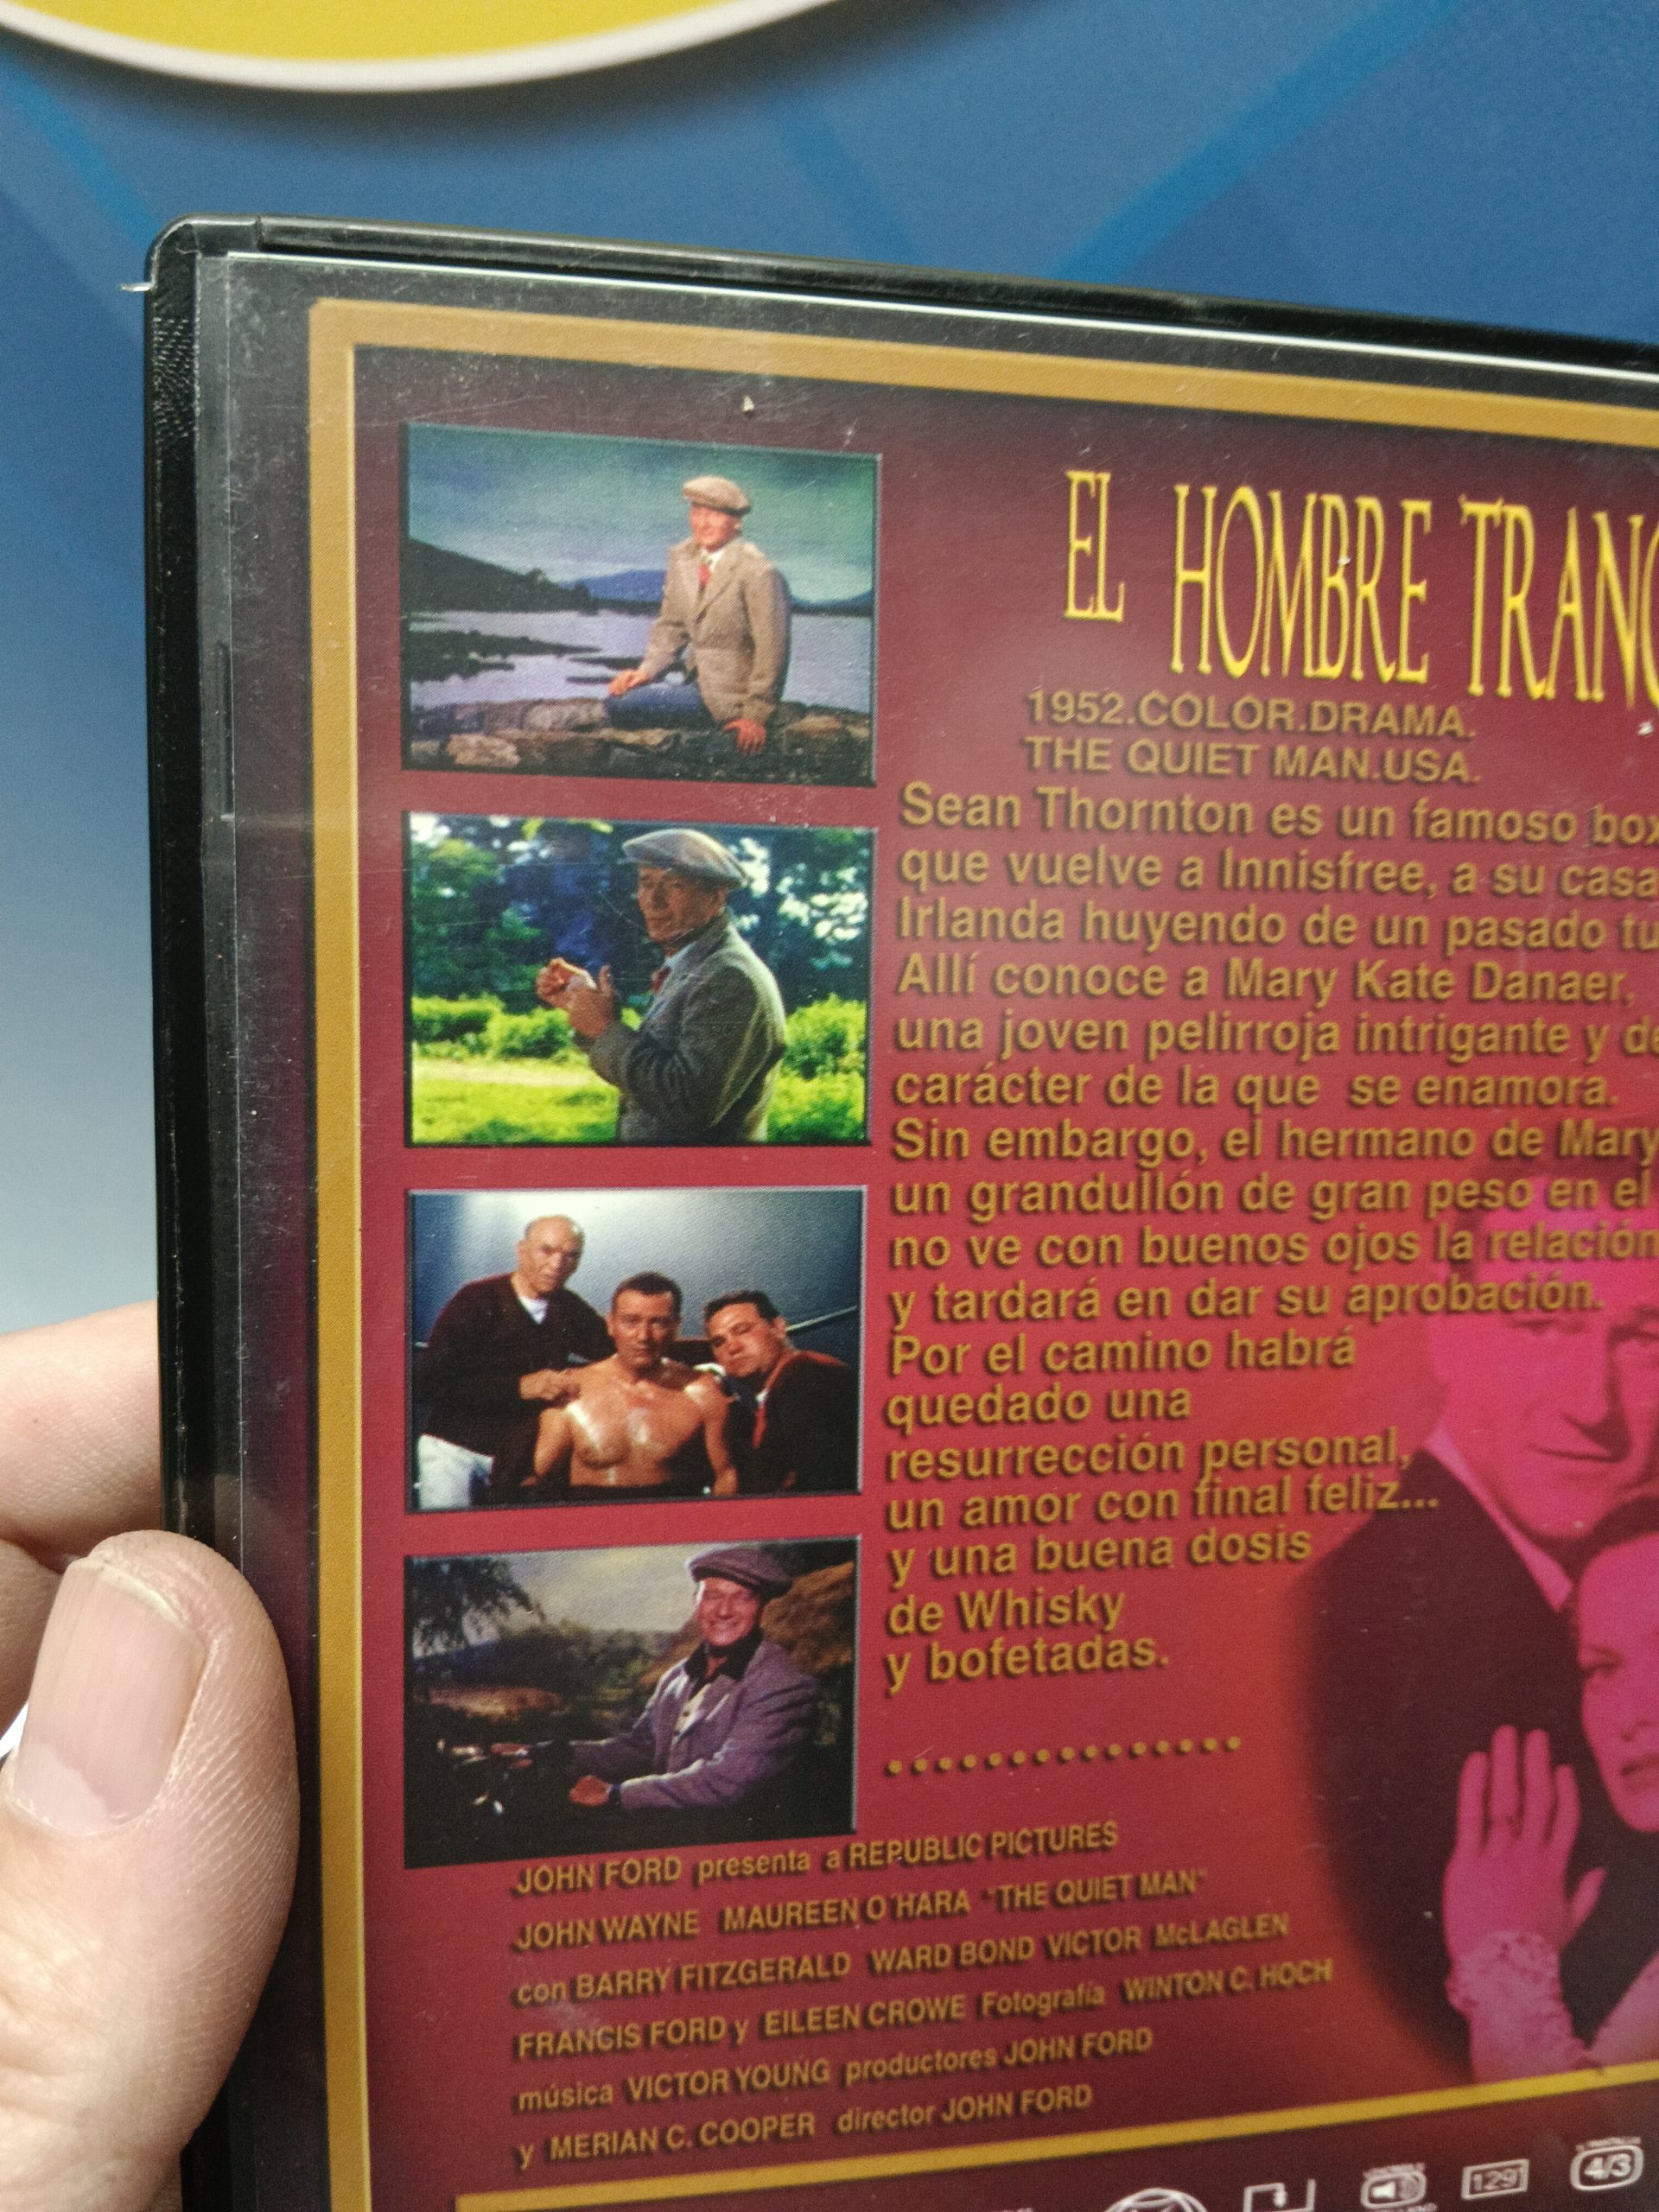 EL HOMBRE TRANQ
1952.COLOR.DRAMA.
THE QUIET MAN.USA.
Sean Thornton es un famoso box
que vuelve a Innisfree, a su casa
Irlanda huyendo de un pasado tu
Allí conoce a Mary Kate Danaer,
una joven pelirroja intrigante y de
carácter de la que se enamora.
Sin embargo, el hermano de Mary
un grandullón de gran peso en el
no ve con buenos ojos la relación
y tardará en dar su aprobación.
Por el camino habrá
quedado una
resurrección personal,
un amor con final feliz...
y una buena dosis
de Whisky
y bofetadas.
...............
JOHN FORD presenta a REPUBLIC PICTURES
JOHN WAYNE MAUREEN O'HARA "THE QUIET MAN"
con BARRY FITZGERALD WARD BOND VICTOR McLAGLEN
FRANCIS FORD y EILEEN CROWE Fotografía WINTON C. HOCH
música VICTOR YOUNG productores JOHN FORD
y MERIAN C. COOPER director JOHN FORD
129' 4/3